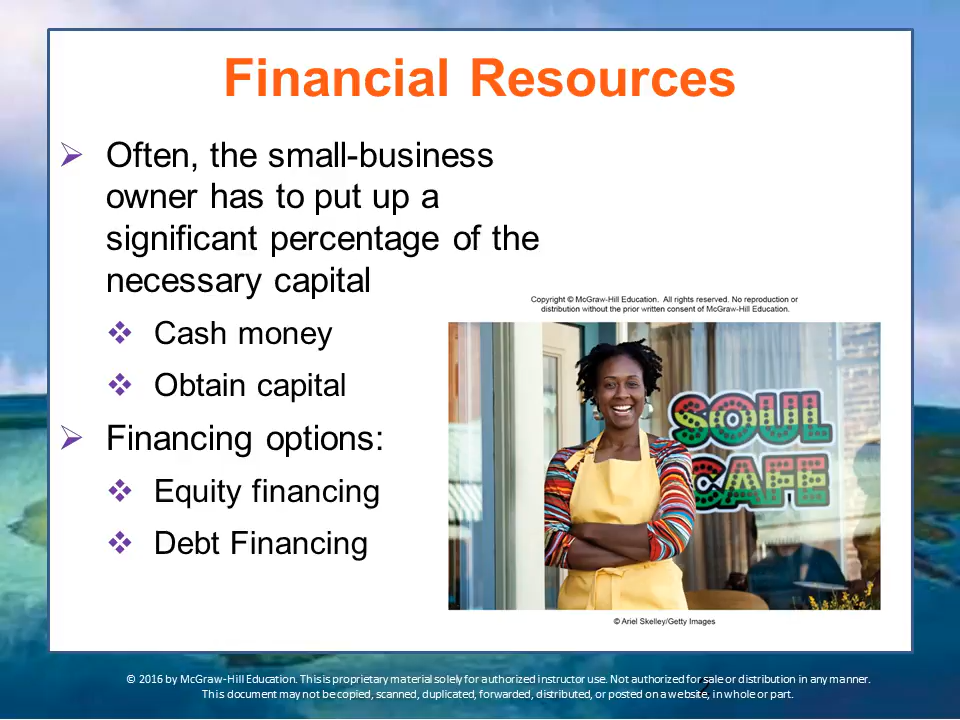 Financial Resources
Often, the small-business
owner has to put up a
significant percentage of the
necessary capital
Cash money
Obtain capital
Financing options:
Equity financing
Debt Financing
Copyright © McGraw-Hill Education. All rights reserved. No reproduction or
distribution without the prior written consent of McGraw-Hill Education.
SOUL
CAFE
© Ariel Skelley/Getty Images
© 2016 by McGraw-Hill Education. This is proprietary material solely for authorized instructor use. Not authorized for sale or distribution in any manner.
This document may not be copied, scanned, duplicated, forwarded, distributed, or posted on a website, in whole or part.